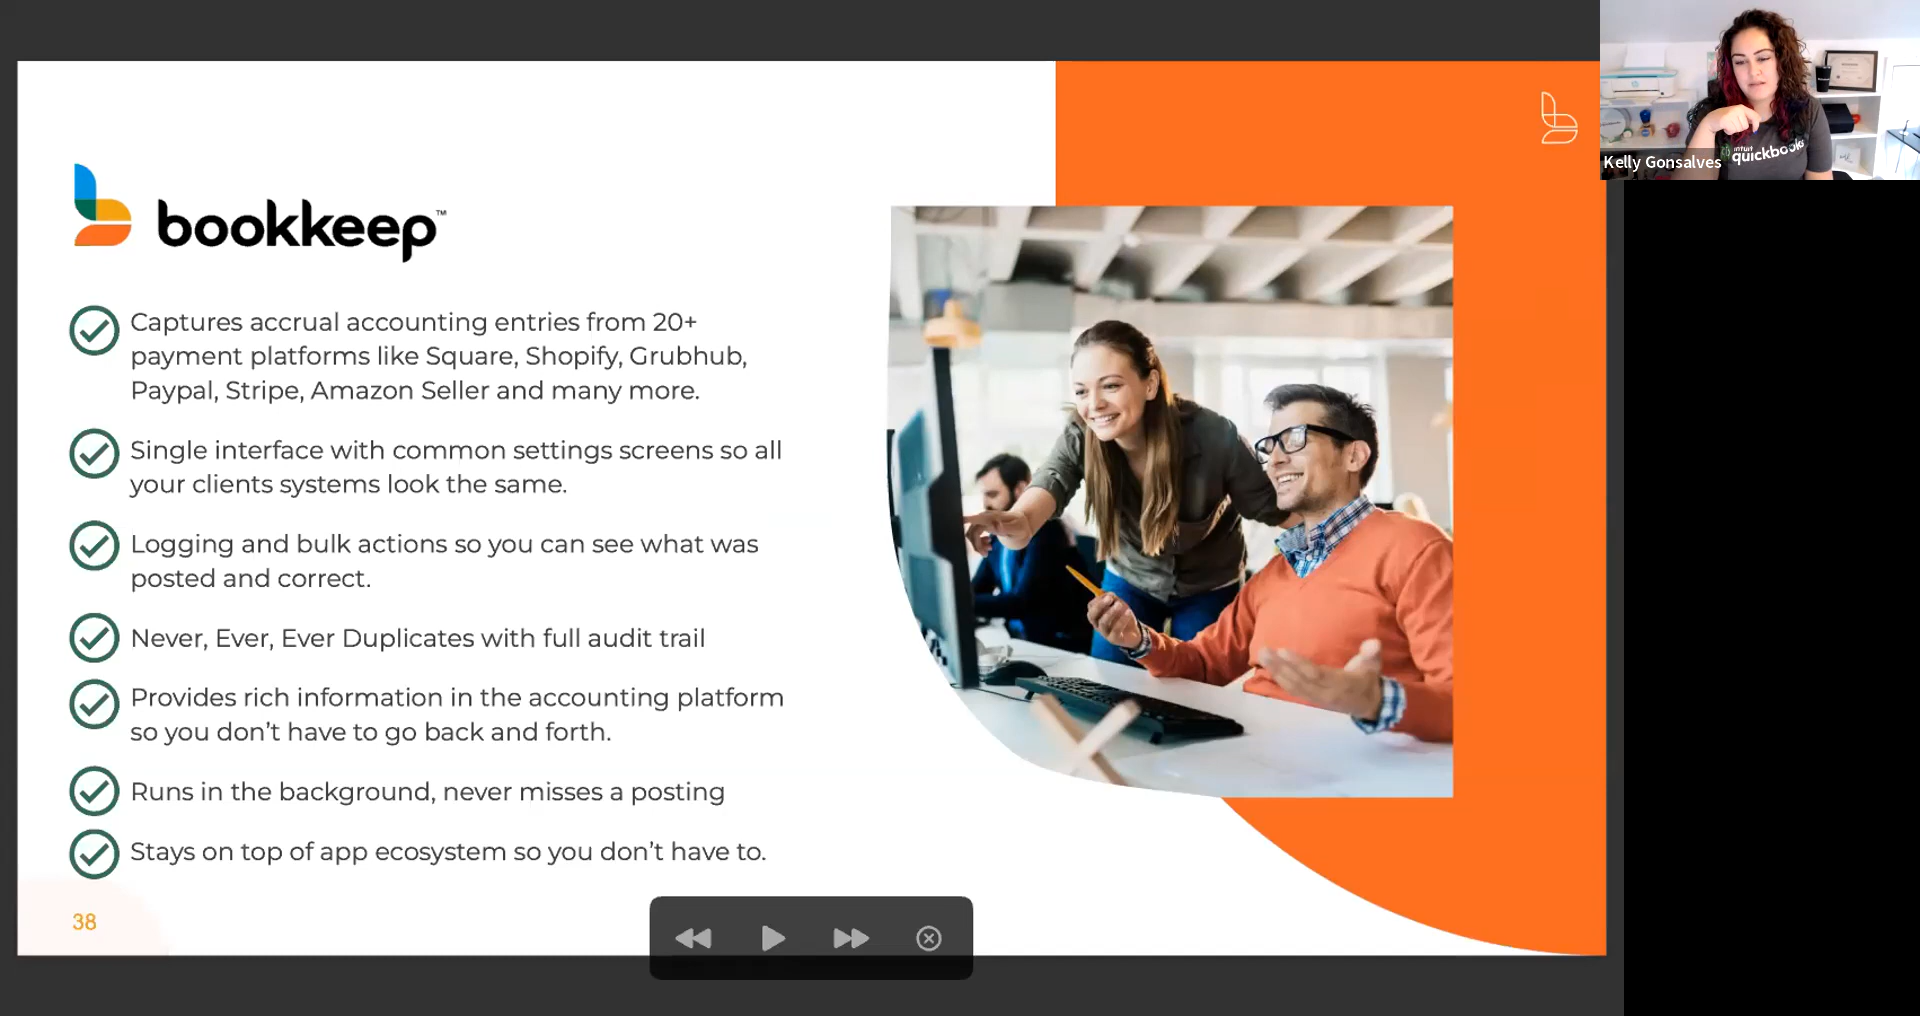 bookkeep™
Captures accrual accounting entries from 20+
payment platforms like Square, Shopify, Grubhub,
Paypal, Stripe, Amazon Seller and many more.
Single interface with common settings screens so all
your clients systems look the same.
Logging and bulk actions so you can see what was
posted and correct.
Never, Ever, Ever Duplicates with full audit trail
Provides rich information in the accounting platform
so you don’t have to go back and forth.
Runs in the background, never misses a posting
Stays on top of app ecosystem so you don’t have to.
38
Kelly Gonsalves
intuit
quickbooks